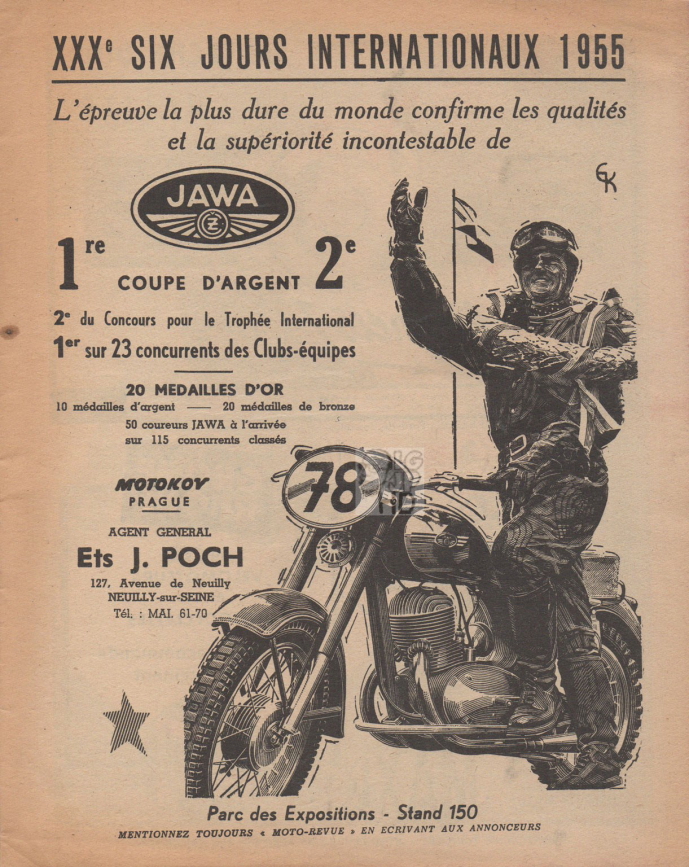 XXXe SIX JOURS INTERNATIONAUX 1955
L'épreuve la plus dure du monde confirme les qualités
et la supériorité incontestable de
JAWA
CZ
1re COUPE D'ARGENT 2e
2e du Concours pour le Trophée International
1er sur 23 concurrents des Clubs-équipes
20 MEDAILLES D'OR
10 médailles d'argent — 20 médailles de bronze
50 coureurs JAWA à l'arrivée
sur 115 concurrents classés
MOTOKOV
PRAGUE
AGENT GENERAL
Ets J. POCH
127, Avenue de Neuilly
NEUILLY-sur-SEINE
Tél. : MAI. 61-70
EK
78
Parc des Expositions - Stand 150
MENTIONNEZ TOUJOURS « MOTO-REVUE » EN ECRIVANT AUX ANNONCEURS